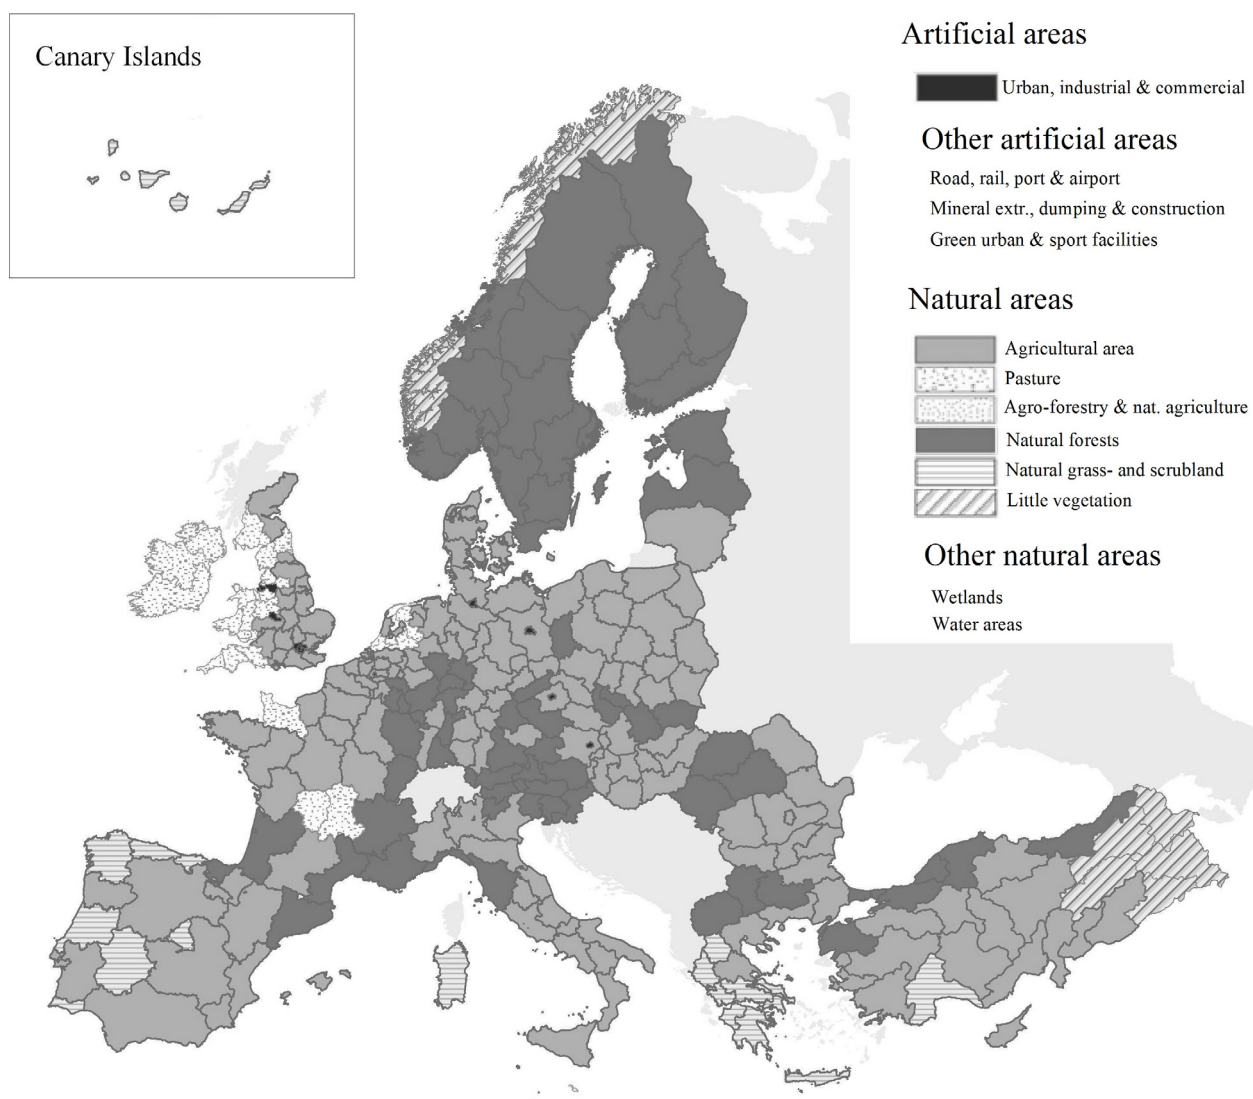 Canary Islands
Artificial areas
Urban, industrial & commercial
Other artificial areas
Road, rail, port & airport
Mineral extr., dumping & construction
Green urban & sport facilities
Natural areas
Agricultural area
Pasture
Agro-forestry & nat. agriculture
Natural forests
Natural grass- and scrubland
Little vegetation
Other natural areas
Wetlands
Water areas